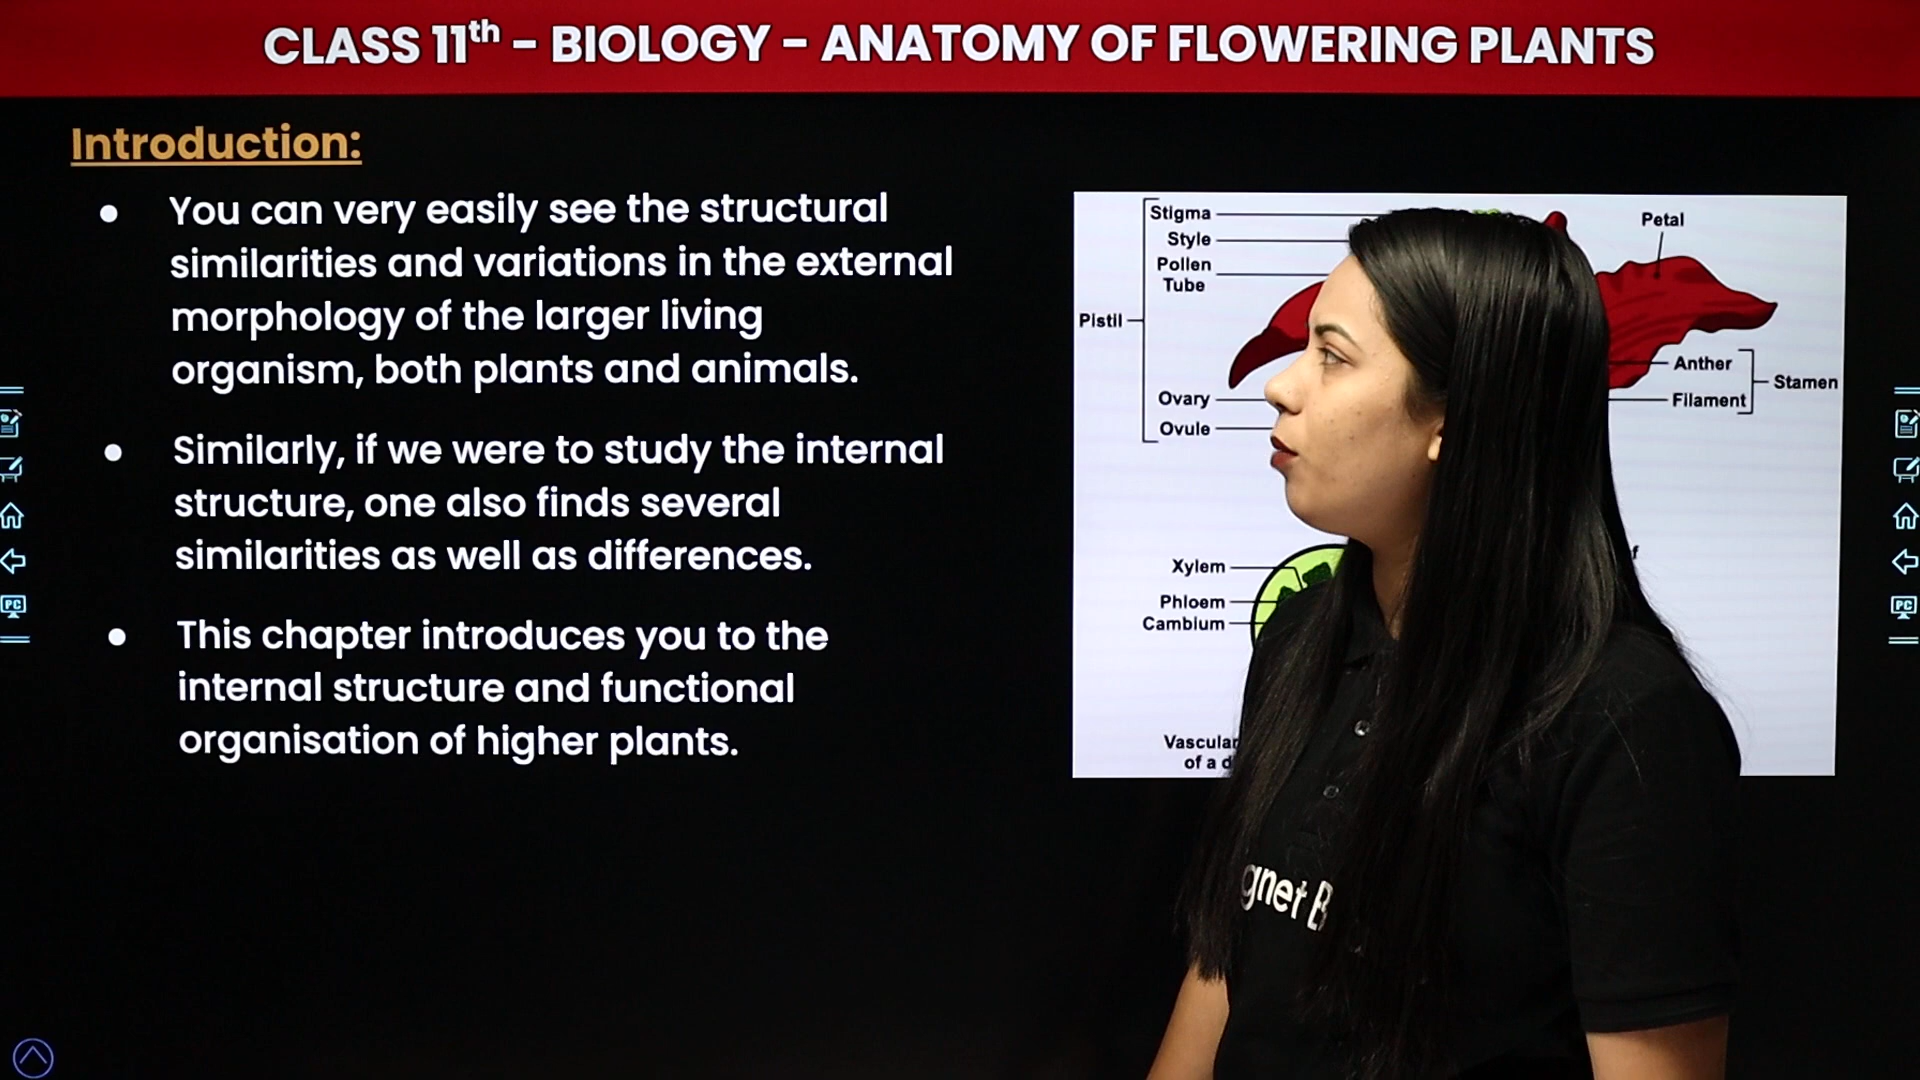 CLASS 11th - BIOLOGY - ANATOMY OF FLOWERING PLANTS
Introduction:
● You can very easily see the structural
similarities and variations in the external
morphology of the larger living
organism, both plants and animals.
● Similarly, if we were to study the internal
structure, one also finds several
similarities as well as differences.
● This chapter introduces you to the
internal structure and functional
organisation of higher plants.
Stigma
Style
Pollen
Tube
Pistil
Ovary
Ovule
Petal
Anther
Stamen
Filament
Xylem
Phloem
Cambium
of a
PC
PC